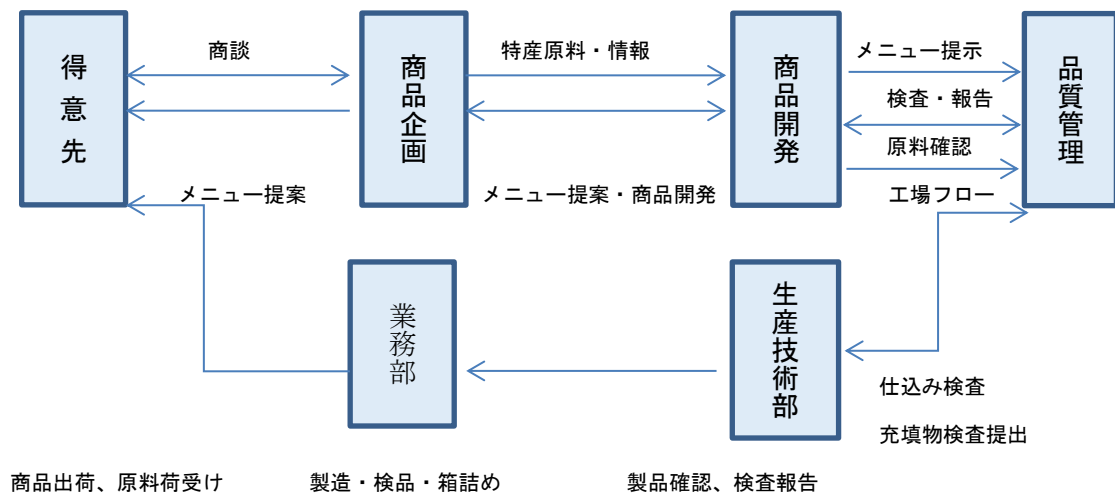 得意先
商談
商品企画
特産原料・情報
商品開発
メニュー提示
検査・報告
原料確認
品質管理
メニュー提案
メニュー提案・商品開発
工場フロー
業務部
生産技術部
仕込み検査
充填物検査提出
商品出荷、原料荷受け
製造・検品・箱詰め
製品確認、検査報告